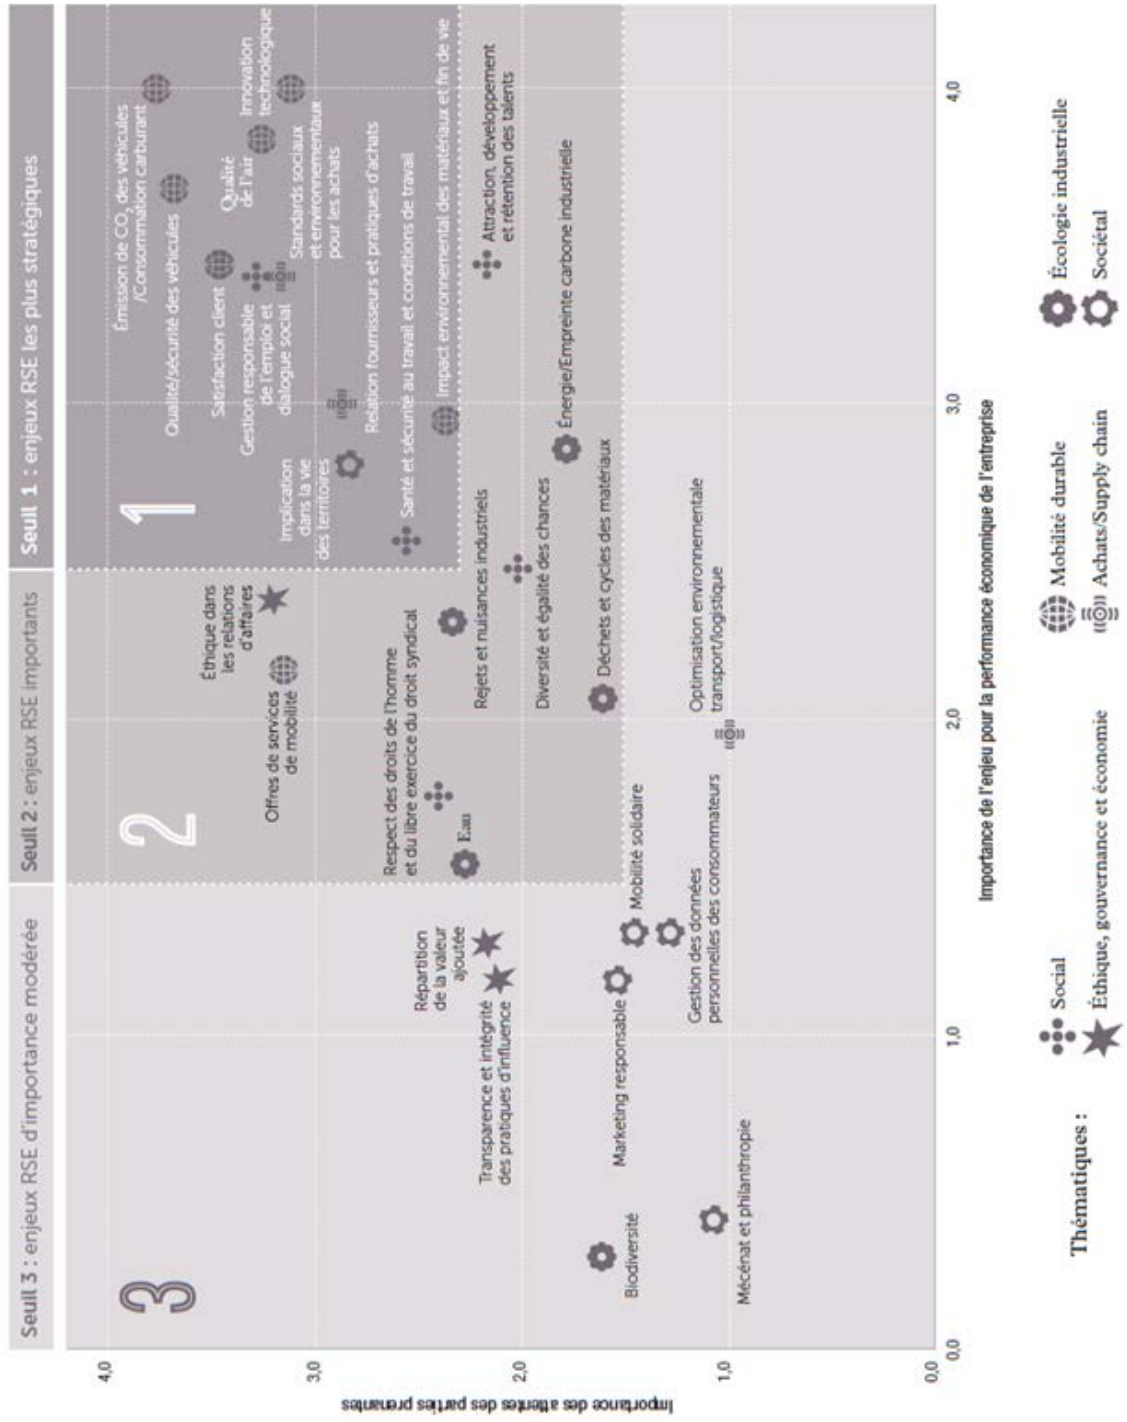 Seuil 3 : enjeux RSE d'importance modérée
Seuil 2 : enjeux RSE importants
Seuil 1 : enjeux RSE les plus stratégiques
3
2
1
Émission de CO₂ des véhicules
/Consommation carburant
Qualité/sécurité des véhicules
Qualité
de l'air
Innovation
technologique
Satisfaction client
Gestion responsable
de l'emploi et
dialogue social
Standards sociaux
et environnementaux
pour les achats
Implication
dans la vie
des territoires
Relation fournisseurs et pratiques d'achats
Santé et sécurité au travail et conditions de travail
Impact environnemental des matériaux et fin de vie
Éthique dans
les relations
d'affaires
Offres de services
de mobilité
Respect des droits de l'homme
et du libre exercice du droit syndical
Eau
Rejets et nuisances industriels
Attraction, développement
et rétention des talents
Diversité et égalité des chances
Énergie/Empreinte carbone industrielle
Déchets et cycles des matériaux
Répartition
de la valeur
ajoutée
Transparence et intégrité
des pratiques d'influence
Marketing responsable
Mobilité solidaire
Gestion des données
personnelles des consommateurs
Optimisation environnementale
transport/logistique
Biodiversité
Mécénat et philanthropie
4,0
3,0
2,0
1,0
0,0
Importance des attentes des parties prenantes
0,0
1,0
2,0
3,0
4,0
Importance de l'enjeu pour la performance économique de l'entreprise
Thématiques :
Social
Mobilité durable
Écologie industrielle
Éthique, gouvernance et économie
Achats/Supply chain
Sociétal